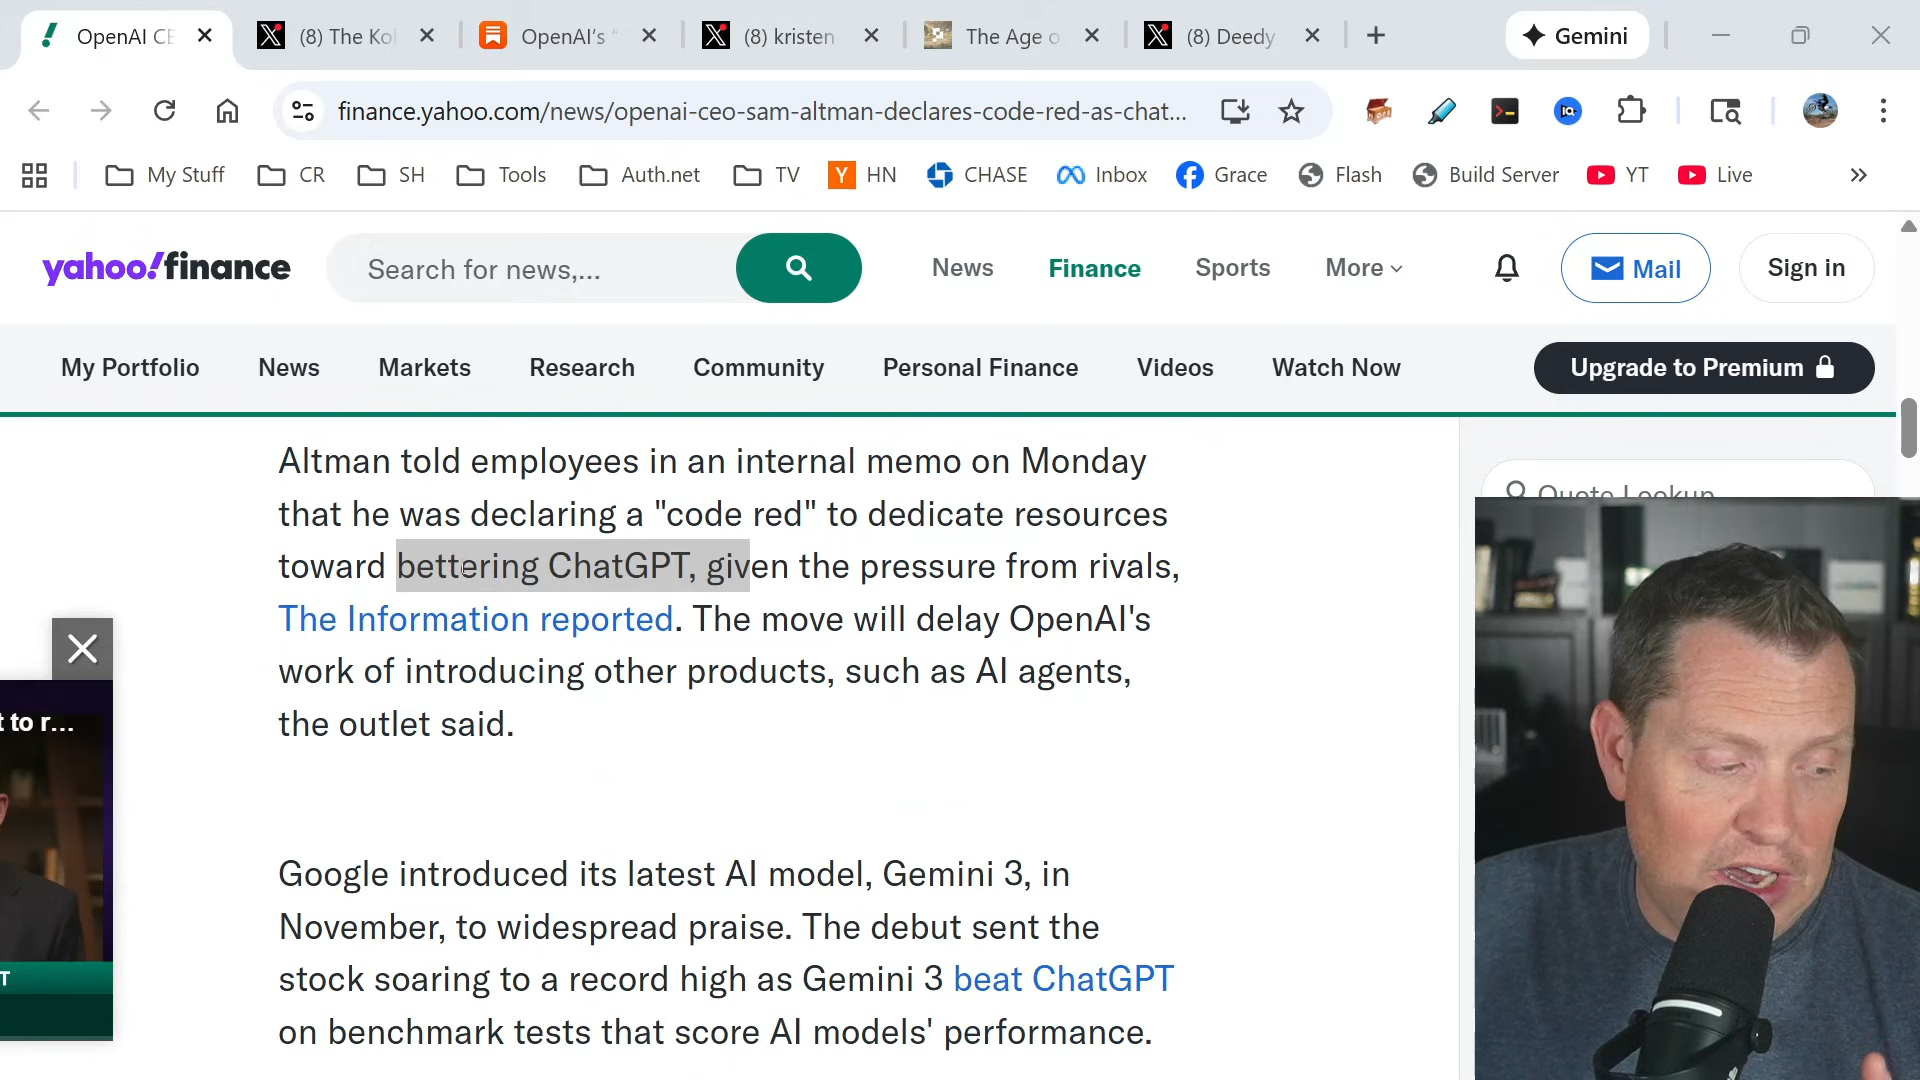 OpenAI CE
(8) The Kol
OpenAI's "
(8) kristen
The Age o
(8) Deedy
Gemini
finance.yahoo.com/news/openai-ceo-sam-altman-declares-code-red-as-chat...
My Stuff
CR
SH
Tools
Auth.net
TV
Y HN
CHASE
Inbox
Grace
Flash
Build Server
YT
Live
yahoo!finance
Search for news,...
News
Finance
Sports
More
Mail
Sign in
My Portfolio
News
Markets
Research
Community
Personal Finance
Videos
Watch Now
Upgrade to Premium
Altman told employees in an internal memo on Monday
that he was declaring a "code red" to dedicate resources
toward bettering ChatGPT, given the pressure from rivals,
The Information reported. The move will delay OpenAI's
work of introducing other products, such as AI agents,
the outlet said.
Google introduced its latest AI model, Gemini 3, in
November, to widespread praise. The debut sent the
stock soaring to a record high as Gemini 3 beat ChatGPT
on benchmark tests that score AI models' performance.
Quote Lookup
t to r...
T